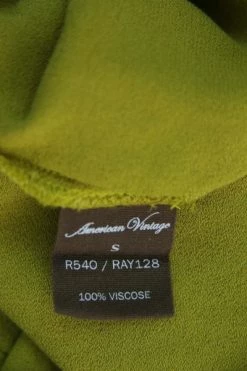 American Vintage
S
R540 / RAY128
100% VISCOSE